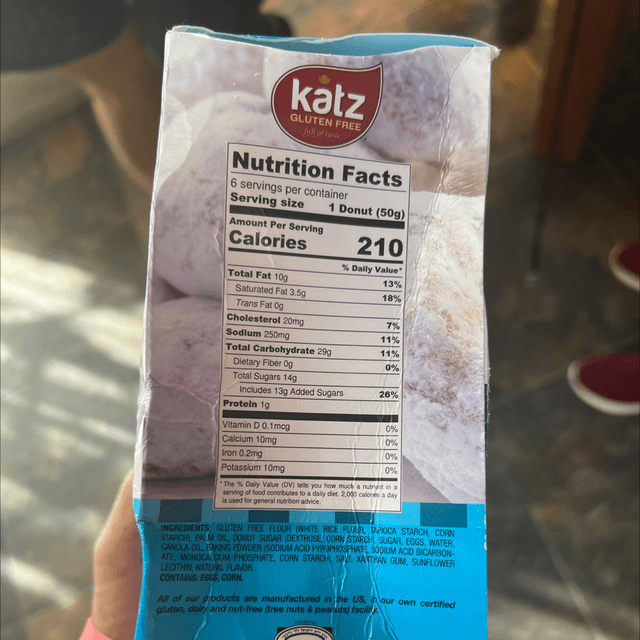 katz
GLUTEN FREE
full of taste
Nutrition Facts
6 servings per container
Serving size 1 Donut (50g)
Amount Per Serving
Calories 210
% Daily Value*
Total Fat 10g 13%
Saturated Fat 3.5g 18%
Trans Fat 0g
Cholesterol 20mg 7%
Sodium 250mg 11%
Total Carbohydrate 29g 11%
Dietary Fiber 0g 0%
Total Sugars 14g
Includes 13g Added Sugars 26%
Protein 1g
Vitamin D 0.1mcg 0%
Calcium 10mg 0%
Iron 0.2mg 0%
Potassium 10mg 0%
*The % Daily Value (DV) tells you how much a nutrient in a
serving of food contributes to a daily diet. 2,000 calories a day
is used for general nutrition advice.
INGREDIENTS: GLUTEN FREE FLOUR (WHITE RICE FLOUR, TAPIOCA STARCH, CORN
STARCH), PALM OIL, DONUT SUGAR (DEXTROSE, CORN STARCH), SUGAR, EGGS, WATER,
CANOLA OIL, BAKING POWDER (SODIUM ACID PYROPHOSPHATE, SODIUM ACID BICARBON-
ATE, MONOCALCIUM PHOSPHATE, CORN STARCH), SALT, XANTHAN GUM, SUNFLOWER
LECITHIN, NATURAL FLAVOR.
CONTAINS: EGGS, CORN.
All of our products are manufactured in the US, in our own certified
gluten, dairy and nut-free (tree nuts & peanuts) facility.